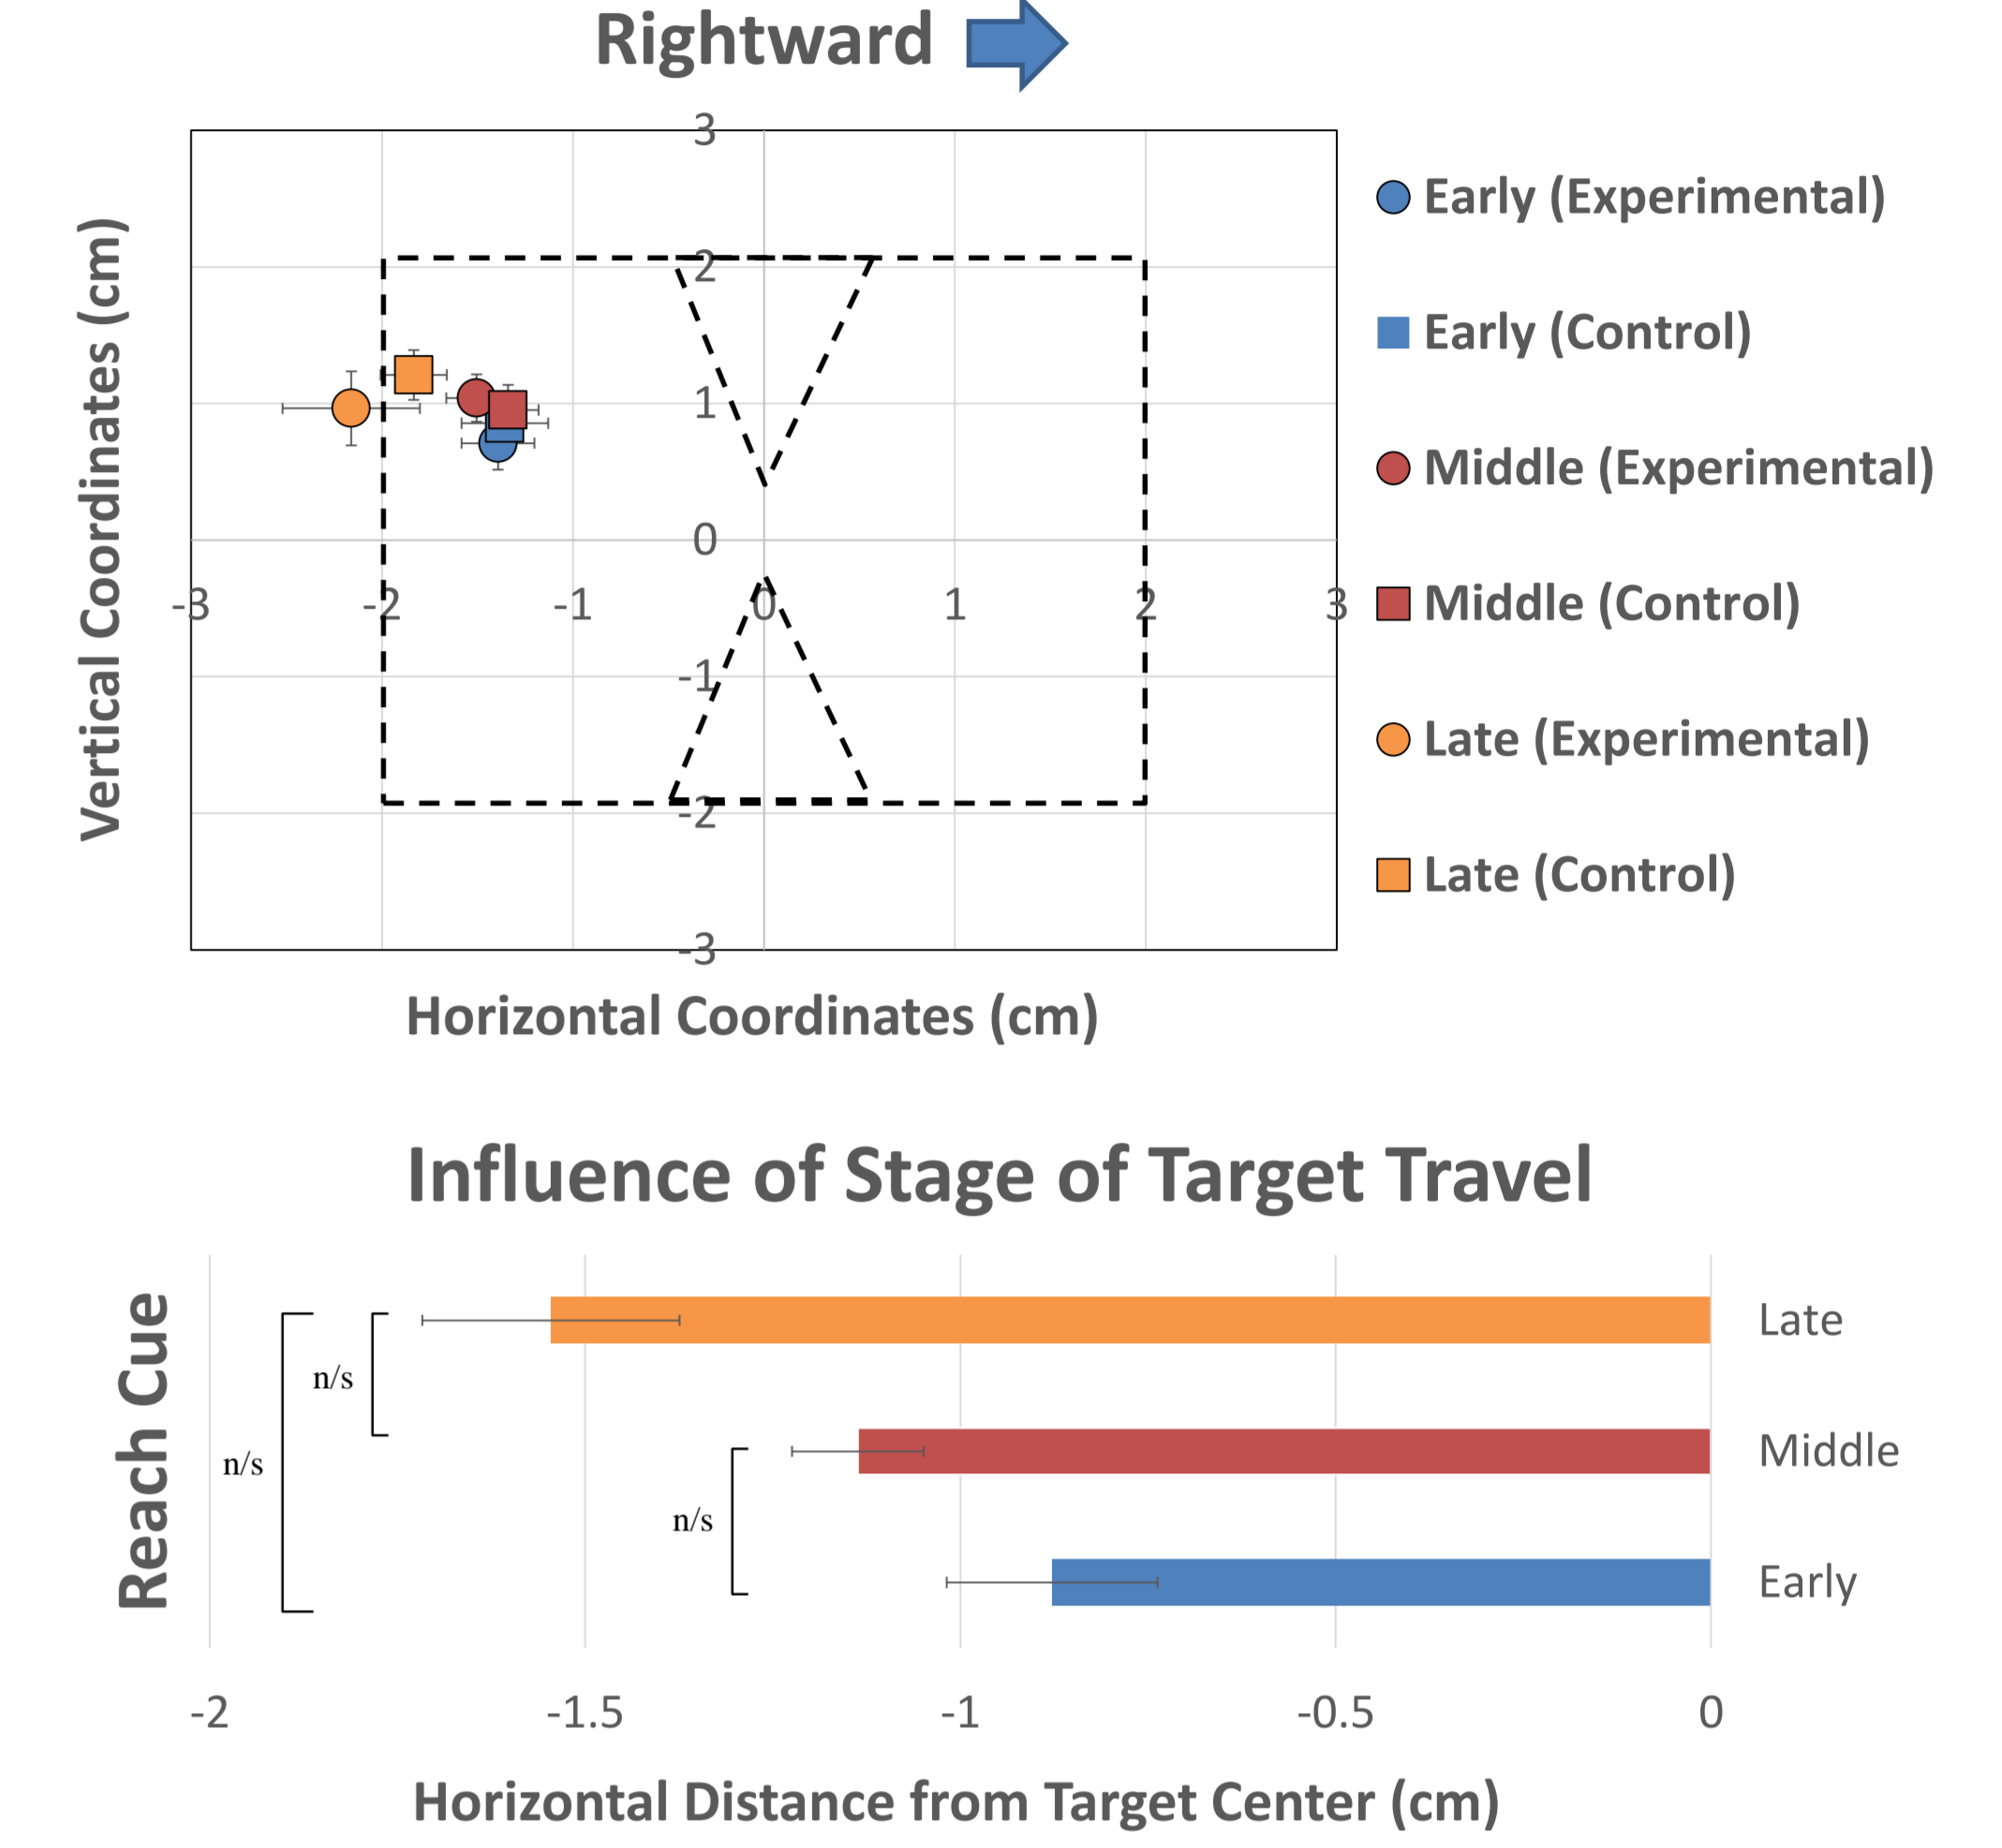 Rightward
3
2
1
0
-3 -2 -1 0 1 2 3
-1
-2
-3
Vertical Coordinates (cm)
Horizontal Coordinates (cm)
Early (Experimental)
Early (Control)
Middle (Experimental)
Middle (Control)
Late (Experimental)
Late (Control)
Influence of Stage of Target Travel
Reach Cue
Late
n/s
Middle
n/s
n/s
Early
-2 -1.5 -1 -0.5 0
Horizontal Distance from Target Center (cm)